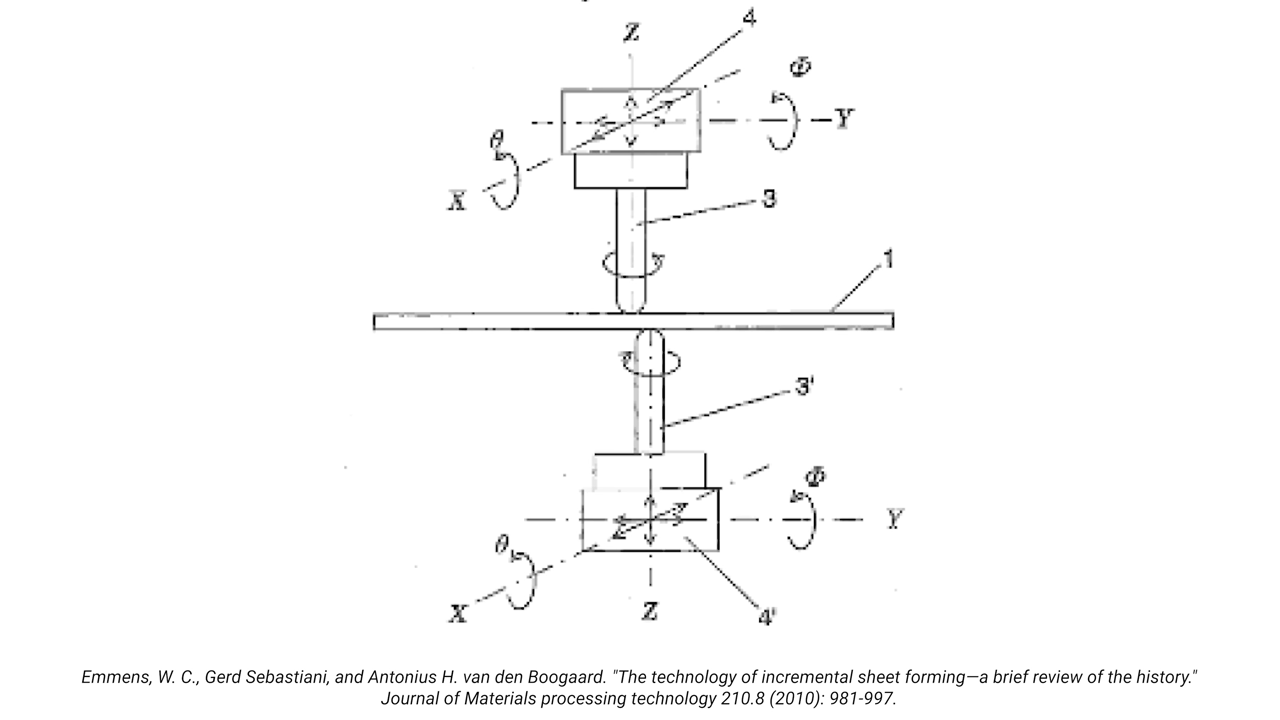 4
Z
Φ
Y
θ
X
3
1
3'
Φ
Y
θ
X
Z
4'
Emmens, W. C., Gerd Sebastiani, and Antonius H. van den Boogaard. "The technology of incremental sheet forming—a brief review of the history."
Journal of Materials processing technology 210.8 (2010): 981-997.